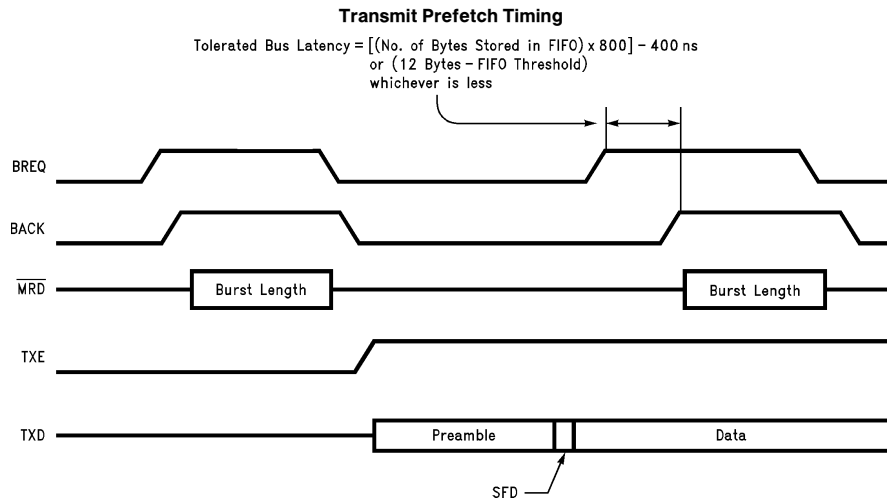 Transmit Prefetch Timing
Tolerated Bus Latency = [(No. of Bytes Stored in FIFO) x 800] – 400 ns
or (12 Bytes – FIFO Threshold)
whichever is less
BREQ
BACK
M̅R̅D̅
Burst Length
Burst Length
TXE
TXD
Preamble
Data
SFD